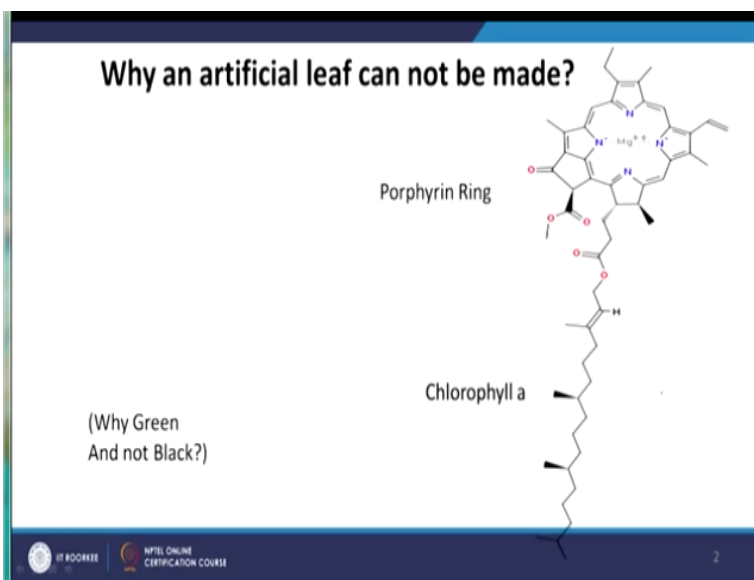 Why an artificial leaf can not be made?
N
N-
Mg++
N-
N
O
O
O
O
O
H
Porphyrin Ring
Chlorophyll a
(Why Green
And not Black?)
IIT ROORKEE
NPTEL ONLINE
CERTIFICATION COURSE
2